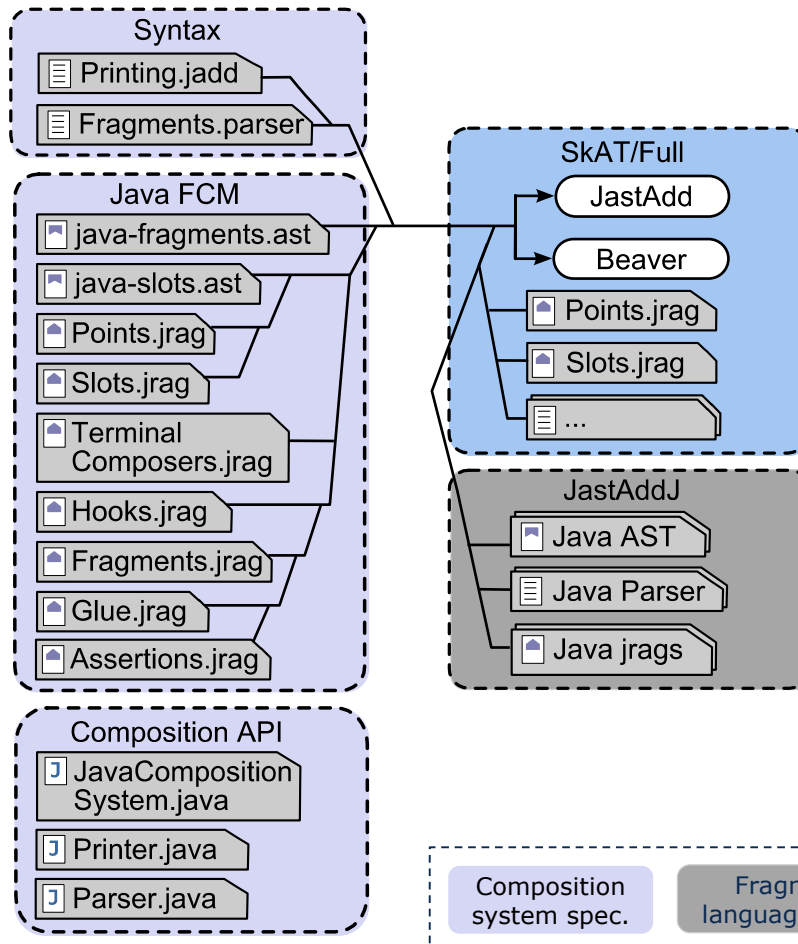 Syntax
Printing.jadd
Fragments.parser
Java FCM
java-fragments.ast
java-slots.ast
Points.jrag
Slots.jrag
Terminal
Composers.jrag
Hooks.jrag
Fragments.jrag
Glue.jrag
Assertions.jrag
Composition API
J
JavaComposition
System.java
J
Printer.java
J
Parser.java
SkAT/Full
JastAdd
Beaver
Points.jrag
Slots.jrag
...
JastAddJ
Java AST
Java Parser
Java jrags
Composition
system spec.
Fragn
language